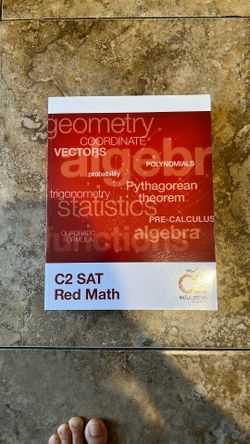 geometry
COORDINATE
VECTORS
algebr
POLYNOMIALS
probability
Pythagorean
trigonometry
theorem
statistics
PRE-CALCULUS
QUADRATIC
FORMULA
algebra
functions
C2 SAT
Red Math
education